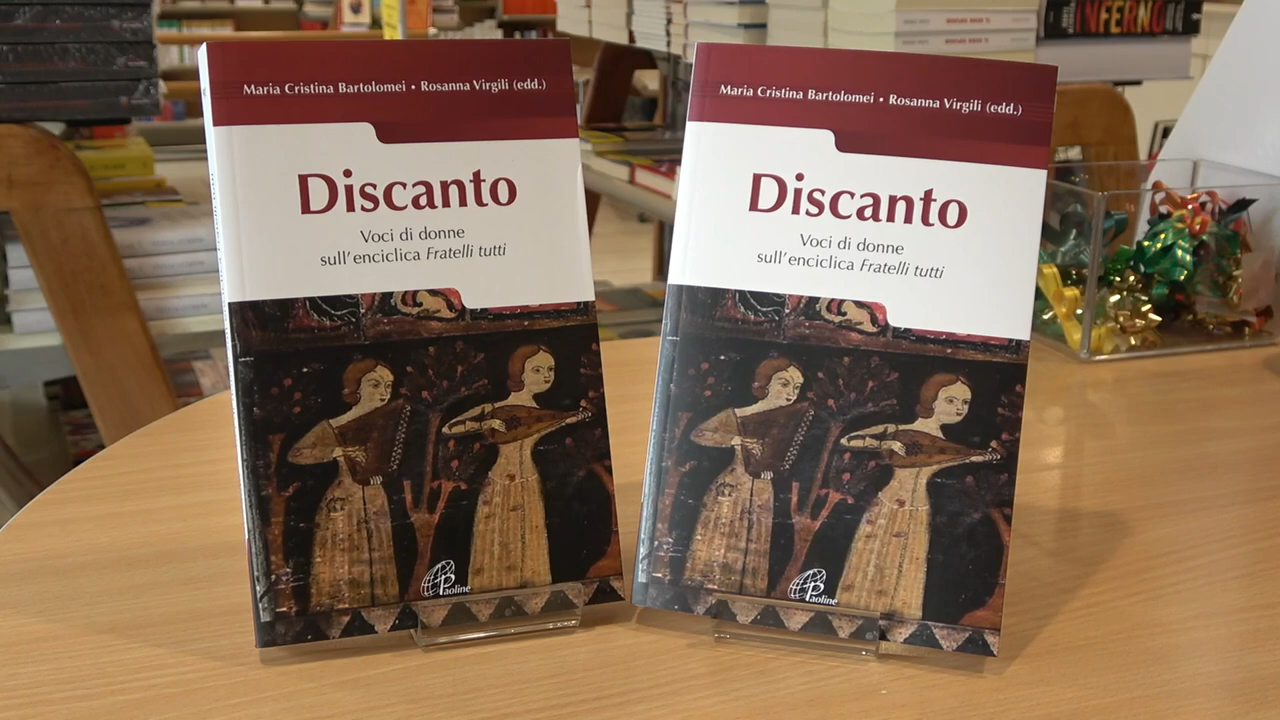 Maria Cristina Bartolomei • Rosanna Virgili (edd.)
Discanto
Voci di donne
sull'enciclica Fratelli tutti
Paoline
Maria Cristina Bartolomei • Rosanna Virgili (edd.)
Discanto
Voci di donne
sull'enciclica Fratelli tutti
Paoline
INFERNO